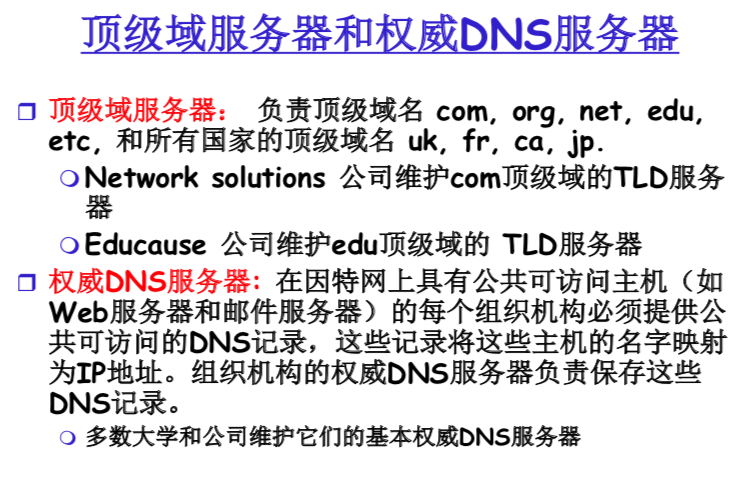 顶级域服务器和权威DNS服务器
顶级域服务器： 负责顶级域名 com, org, net, edu,
etc, 和所有国家的顶级域名 uk, fr, ca, jp.
Network solutions 公司维护com顶级域的TLD服务
器
Educause 公司维护edu顶级域的 TLD服务器
权威DNS服务器: 在因特网上具有公共可访问主机（如
Web服务器和邮件服务器）的每个组织机构必须提供公
共可访问的DNS记录，这些记录将这些主机的名字映射
为IP地址。组织机构的权威DNS服务器负责保存这些
DNS记录。
多数大学和公司维护它们的基本权威DNS服务器